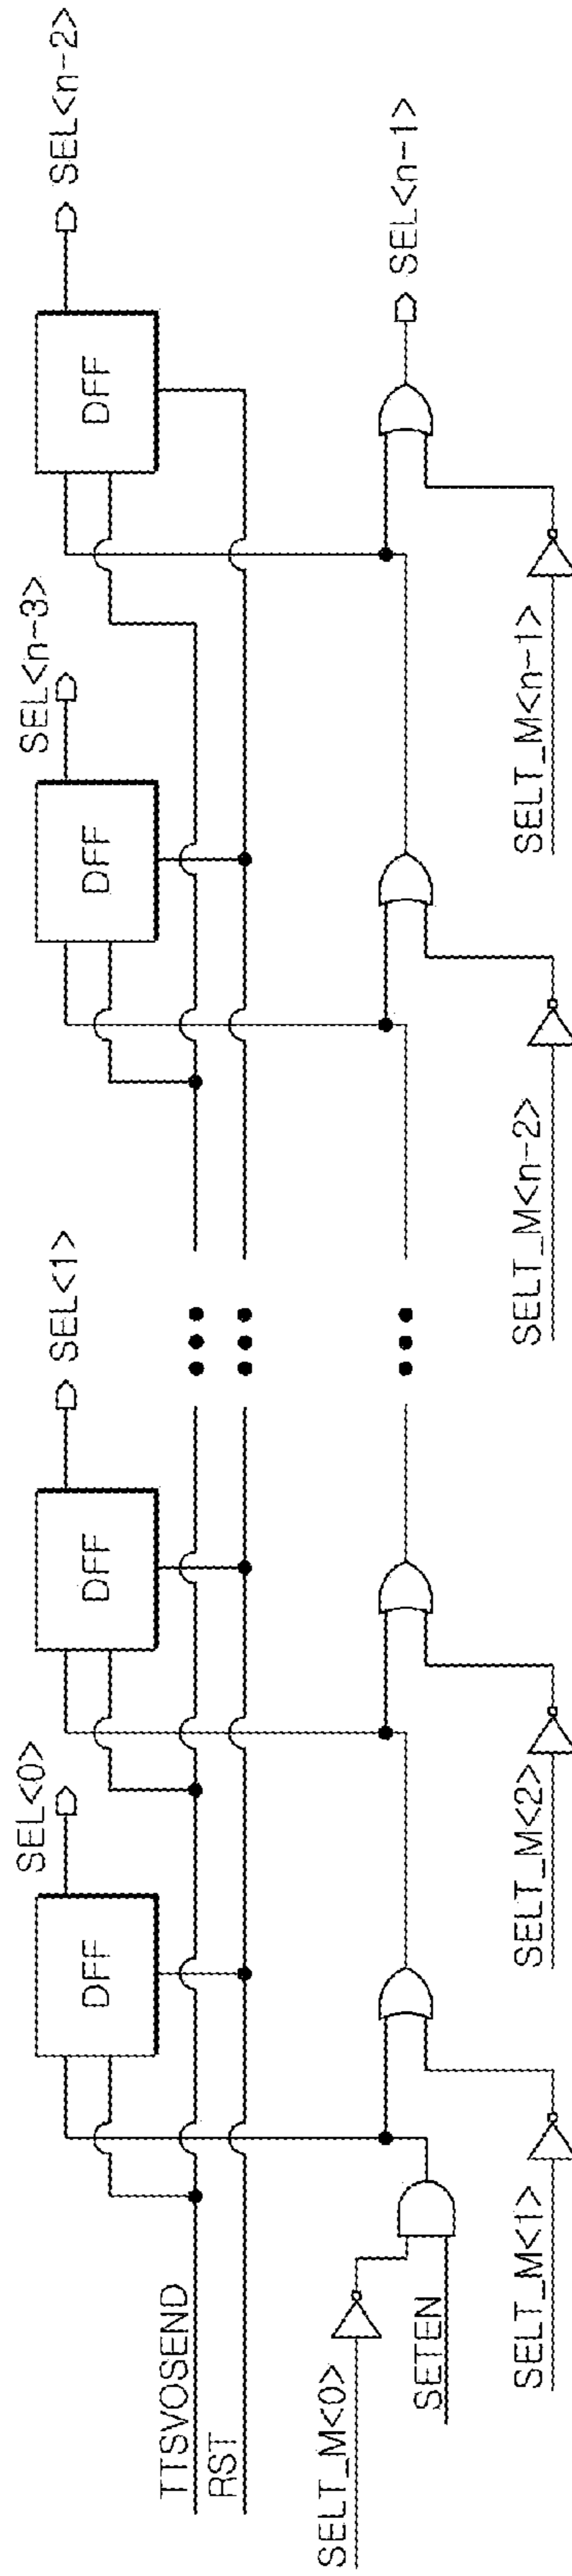 SEL<0>
SEL<1>
SEL<n-3>
SEL<n-2>
DFF
DFF
DFF
DFF
TTSVOSEND
RST
SEL<n-1>
SELT_M<0>
SETEN
SELT_M<1>
SELT_M<2>
SELT_M<n-2>
SELT_M<n-1>